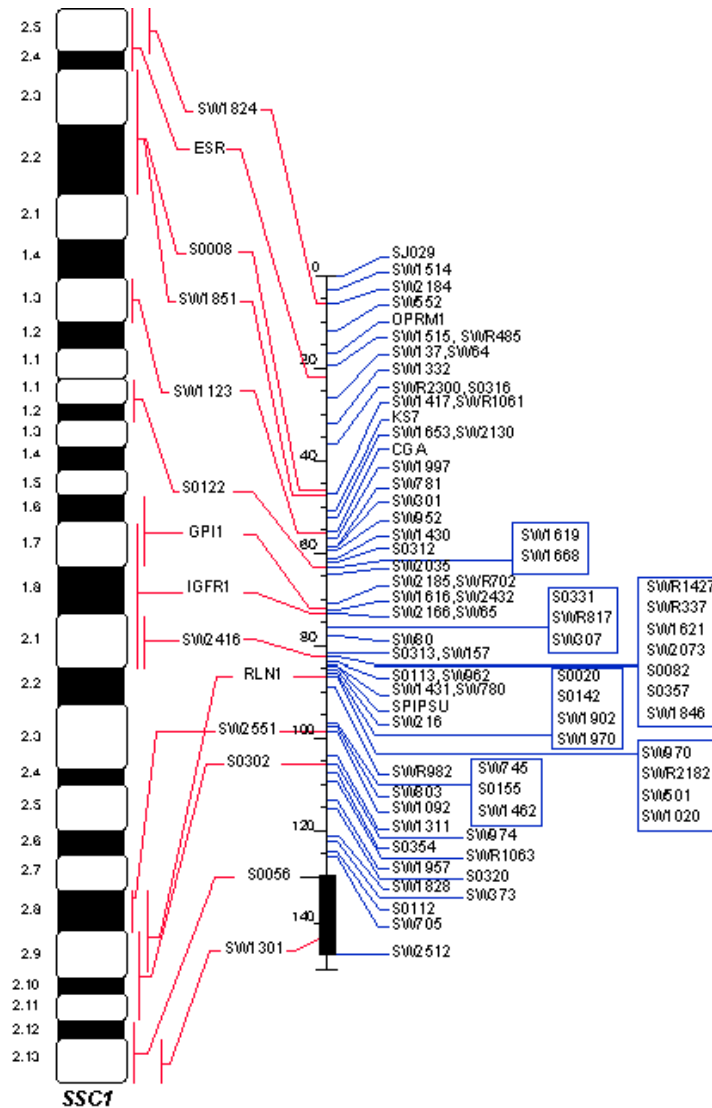 2.5
2.4
2.3
2.2
2.1
1.4
1.3
1.2
1.1
1.1
1.2
1.3
1.4
1.5
1.6
1.7
1.8
2.1
2.2
2.3
2.4
2.5
2.6
2.7
2.8
2.9
2.10
2.11
2.12
2.13
SSC1
SW1824
ESR
S0008
SW1851
SW1123
S0122
GPI1
IGFR1
SW2416
RLN1
SW2551
S0302
S0056
SW1301
0
20
40
60
80
100
120
140
SJ029
SW1514
SW2184
SW552
OPRM1
SW1515, SWR485
SW137,SW64
SW1332
SWR2300,S0316
SW1417,SWR1061
KS7
SW1653,SW2130
CGA
SW1997
SW781
SW301
SW952
SW1430
S0312
SW2035
SW2185,SWR702
SW1616,SW2432
SW2166,SW65
SW80
S0313,SW157
S0113,SW962
SW1431,SW780
SPIPSU
SW216
SWR982
SW803
SW1092
SW1311
SW974
S0354
SWR1063
SW1957
S0320
SW1828
SW373
S0112
SW705
SW2512
SW1619
SW1668
S0331
SWR817
SW307
SWR1427
SWR337
SW1621
SW2073
S0082
S0357
SW1846
S0020
S0142
SW1902
SW1970
SW970
SWR2182
SW501
SW1020
SW745
S0155
SW1462